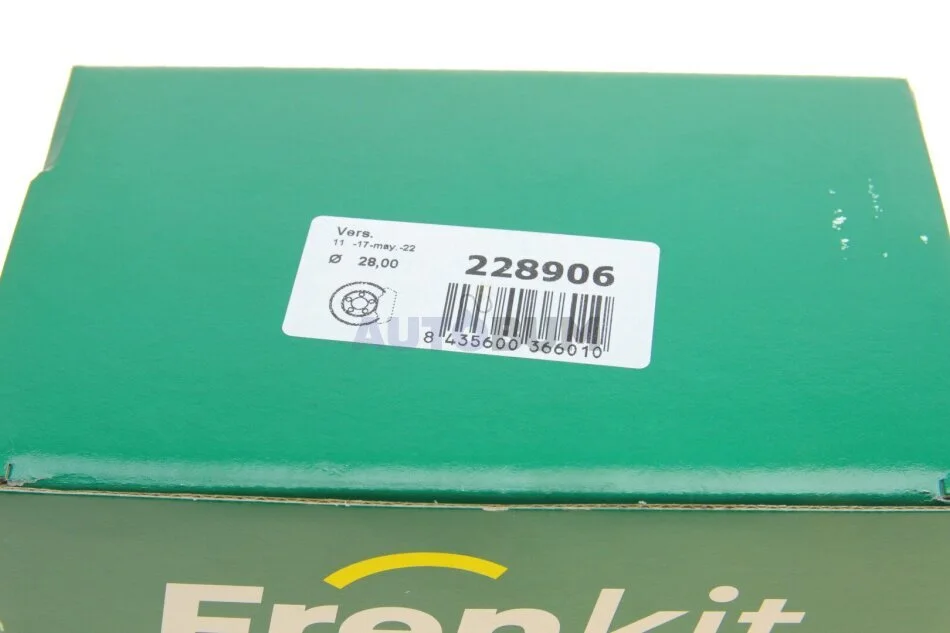 Vers.
11 -17-may.-22
Ø 28,00
228906
8 435600 366010
Frenkit